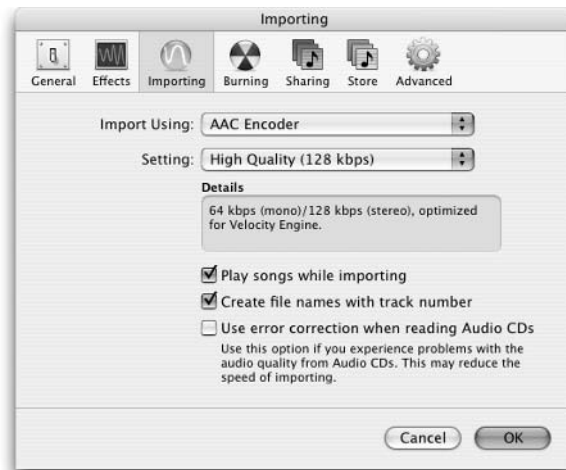 Importing
General Effects Importing Burning Sharing Store Advanced
Import Using: AAC Encoder
Setting: High Quality (128 kbps)
Details
64 kbps (mono)/128 kbps (stereo), optimized
for Velocity Engine.
Play songs while importing
Create file names with track number
Use error correction when reading Audio CDs
Use this option if you experience problems with the
audio quality from Audio CDs. This may reduce the
speed of importing.
Cancel OK